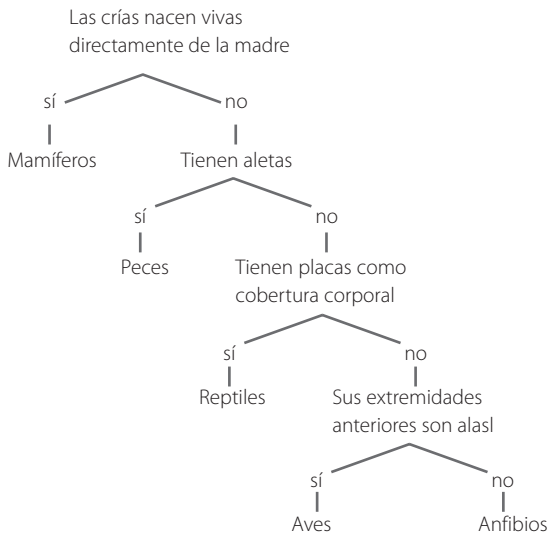 Las crías nacen vivas
directamente de la madre
sí
no
Mamíferos
Tienen aletas
sí
no
Peces
Tienen placas como
cobertura corporal
sí
no
Reptiles
Sus extremidades
anteriores son alasl
sí
no
Aves
Anfibios